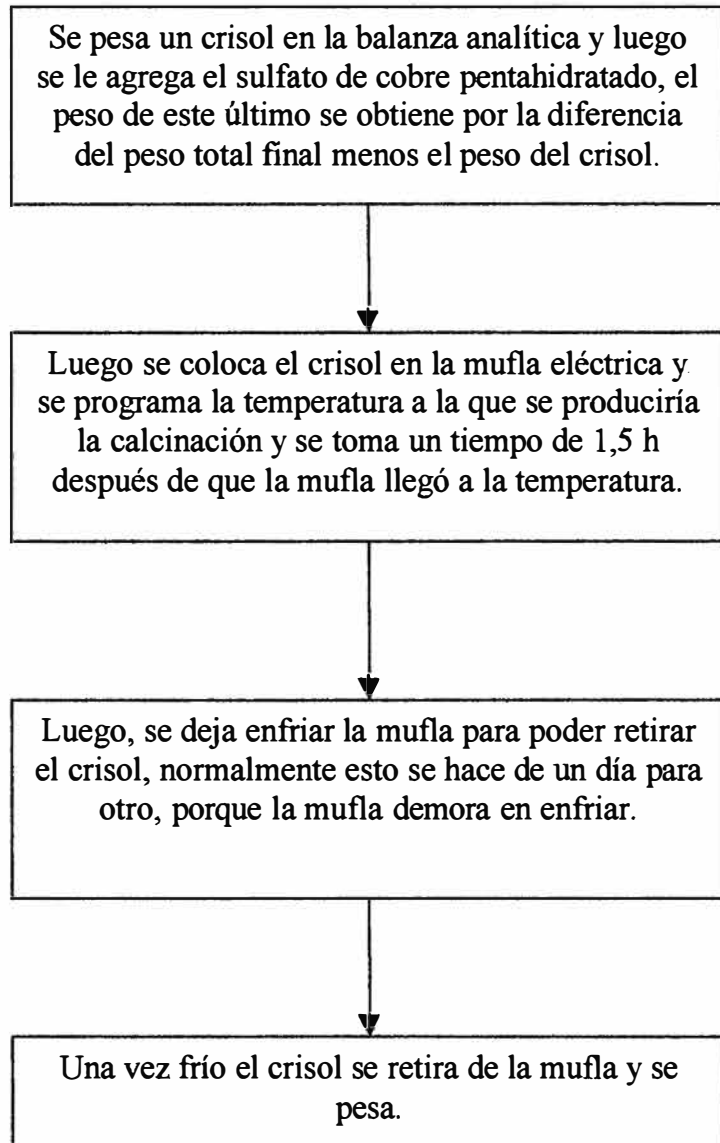 Se pesa un crisol en la balanza analítica y luego
se le agrega el sulfato de cobre pentahidratado, el
peso de este último se obtiene por la diferencia
del peso total final menos el peso del crisol.
Luego se coloca el crisol en la mufla eléctrica y
se programa la temperatura a la que se produciría
la calcinación y se toma un tiempo de 1,5 h
después de que la mufla llegó a la temperatura.
Luego, se deja enfriar la mufla para poder retirar
el crisol, normalmente esto se hace de un día para
otro, porque la mufla demora en enfriar.
Una vez frío el crisol se retira de la mufla y se
pesa.